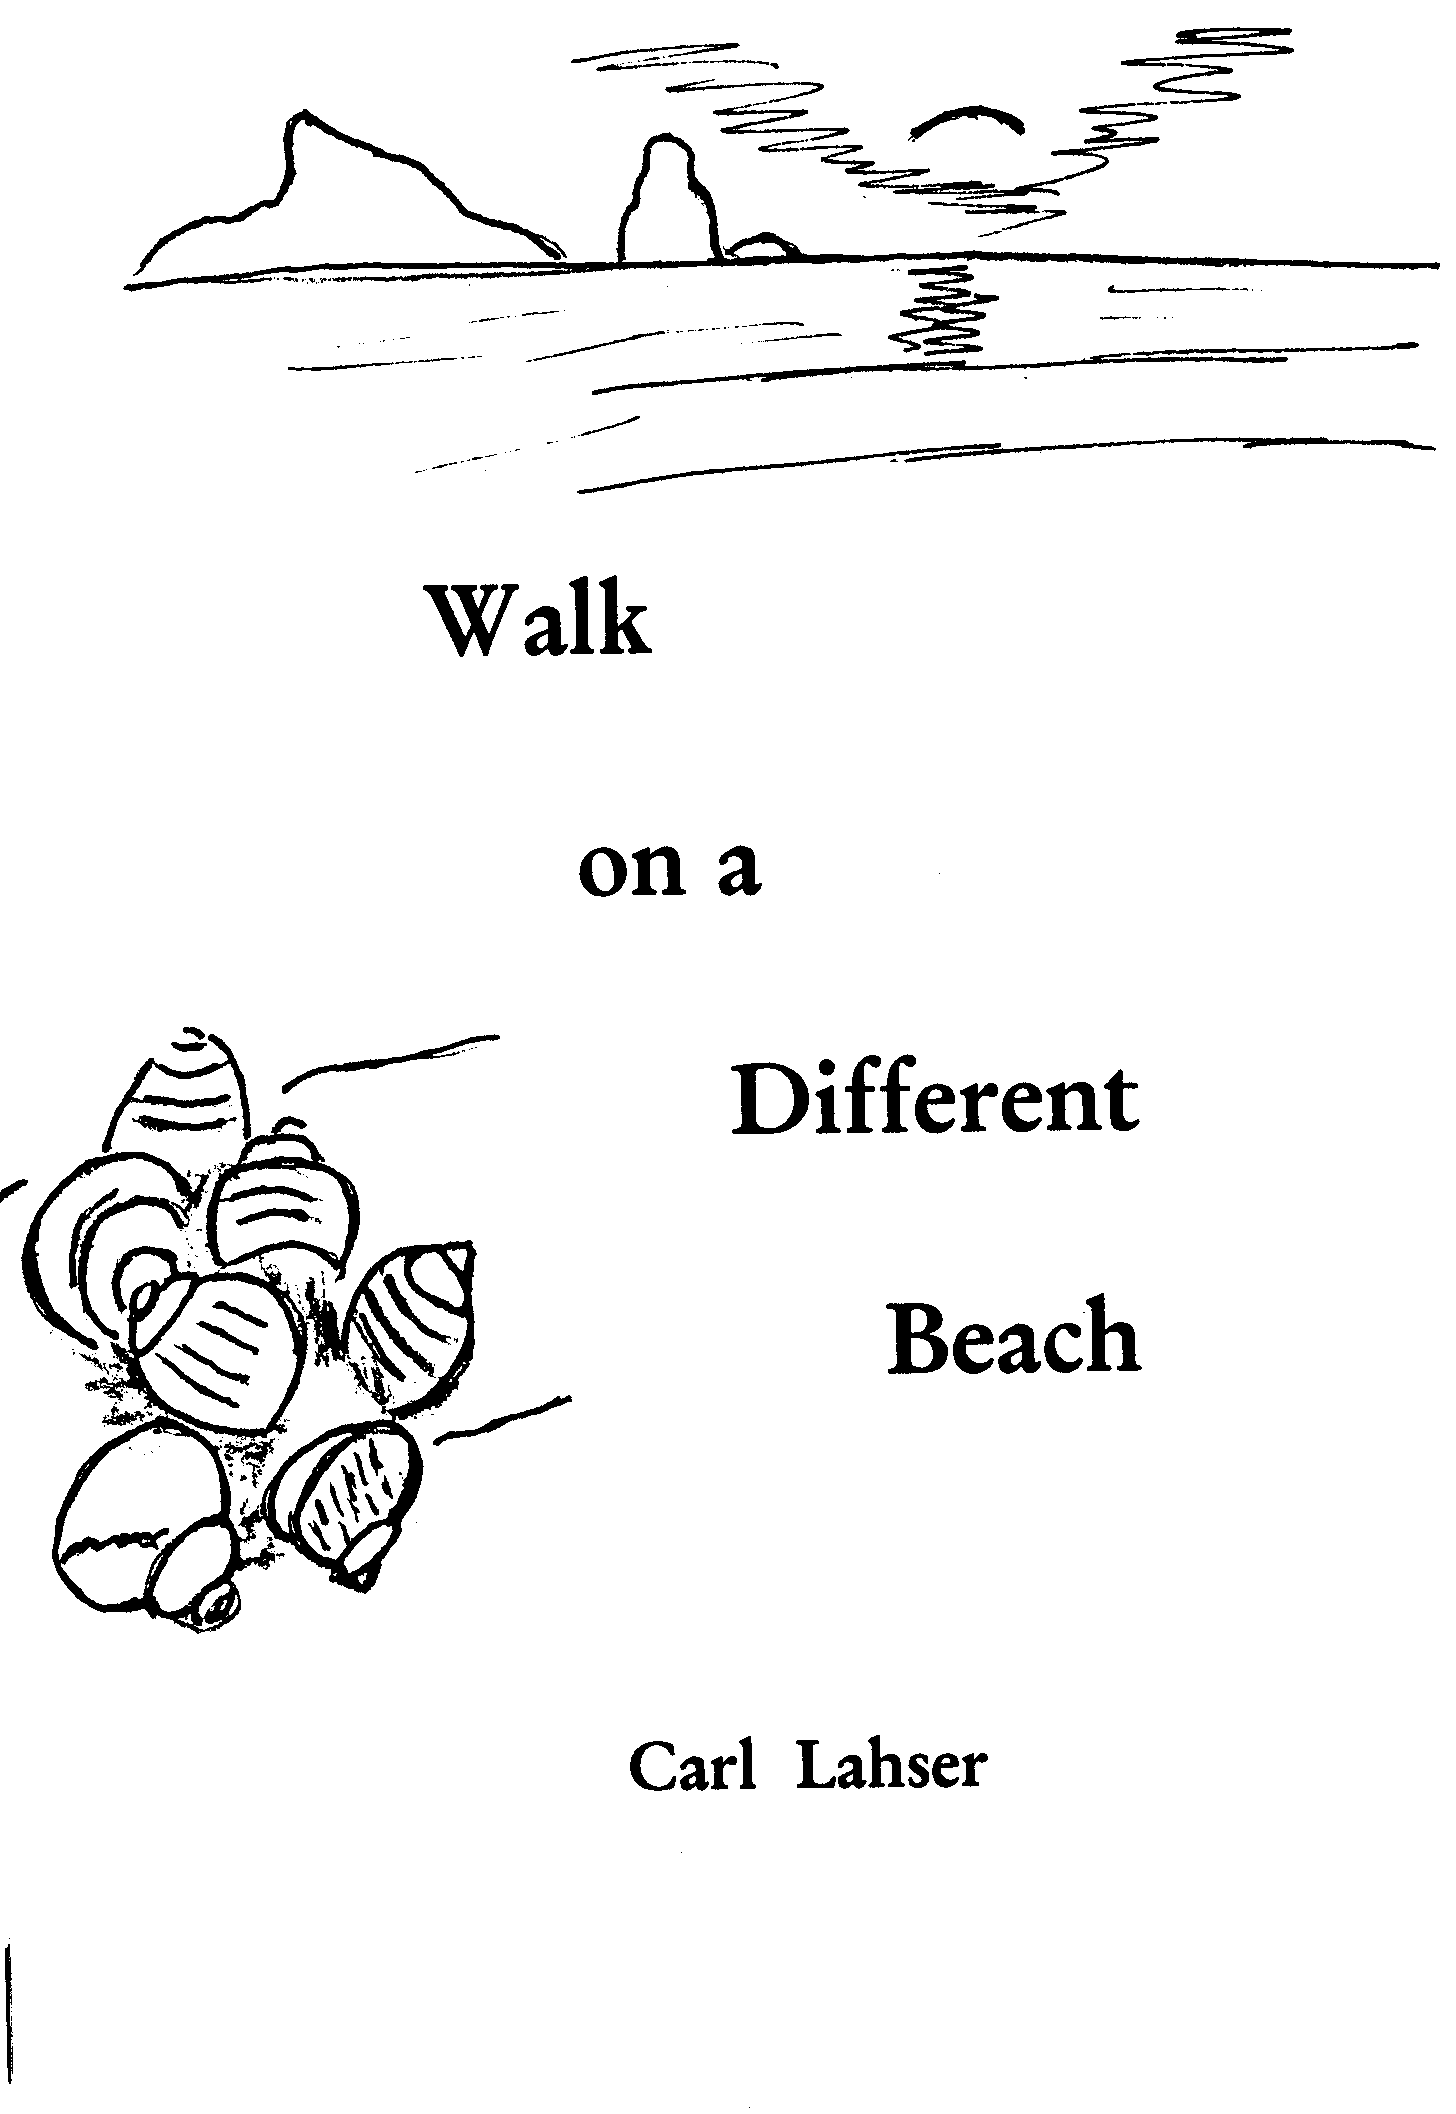 Walk
on a
Different
Beach
Carl Lahser